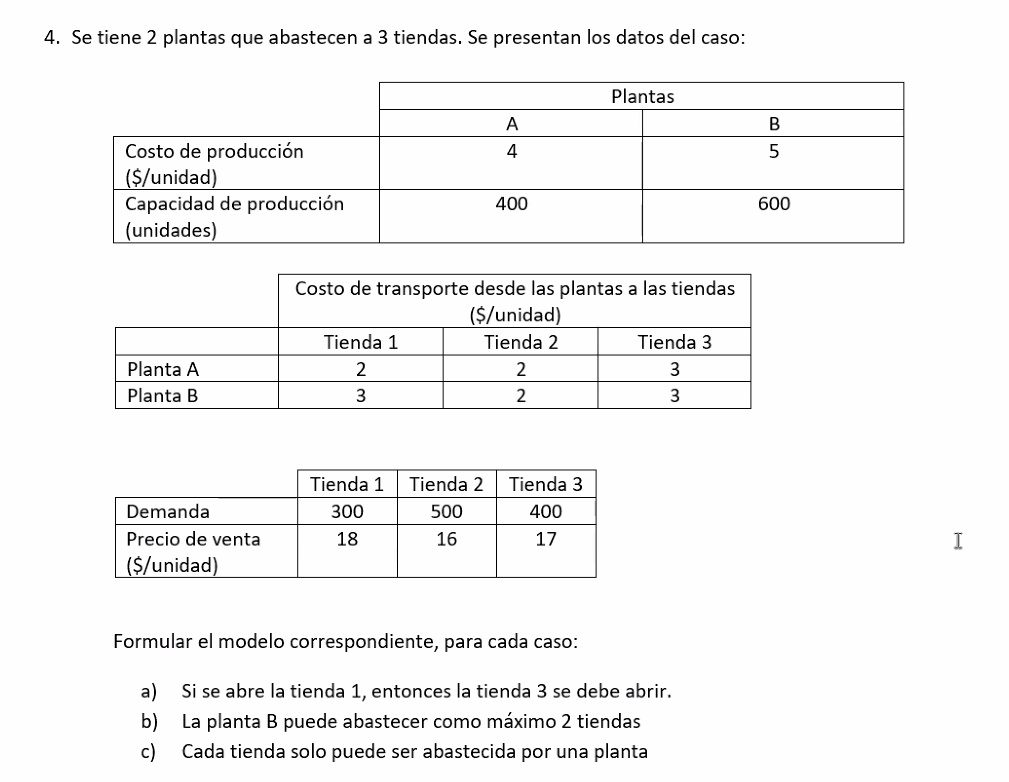 4. Se tiene 2 plantas que abastecen a 3 tiendas. Se presentan los datos del caso:
Plantas
A B
Costo de producción ($/unidad) 4 5
Capacidad de producción (unidades) 400 600
Costo de transporte desde las plantas a las tiendas
($/unidad)
Tienda 1 Tienda 2 Tienda 3
Planta A 2 2 3
Planta B 3 2 3
Tienda 1 Tienda 2 Tienda 3
Demanda 300 500 400
Precio de venta ($/unidad) 18 16 17
Formular el modelo correspondiente, para cada caso:
a) Si se abre la tienda 1, entonces la tienda 3 se debe abrir.
b) La planta B puede abastecer como máximo 2 tiendas
c) Cada tienda solo puede ser abastecida por una planta